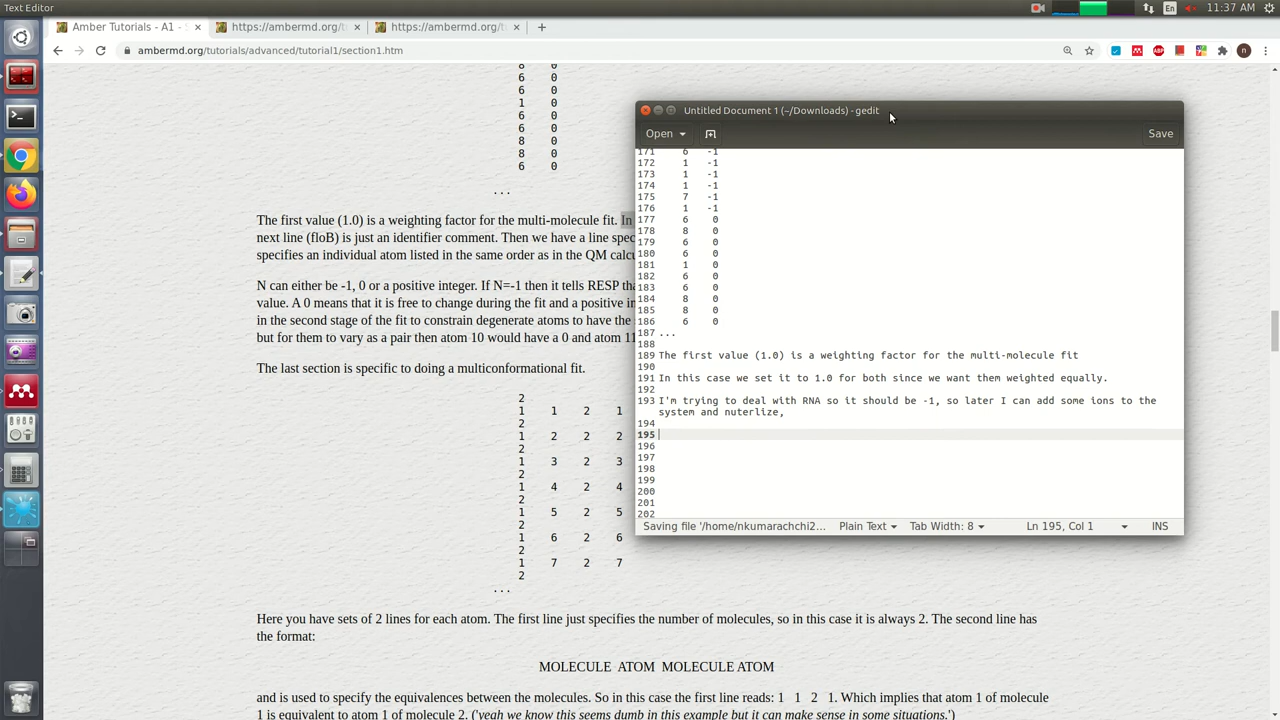 Text Editor
En
11:37 AM
Amber Tutorials - A1 -
https://ambermd.org/t
https://ambermd.org/t
ambermd.org/tutorials/advanced/tutorial1/section1.htm
n
8 0
6 0
6 0
1 0
6 0
6 0
8 0
8 0
6 0
...
The first value (1.0) is a weighting factor for the multi-molecule fit. In
next line (floB) is just an identifier comment. Then we have a line spec
specifies an individual atom listed in the same order as in the QM calcu
N can either be -1, 0 or a positive integer. If N=-1 then it tells RESP tha
value. A 0 means that it is free to change during the fit and a positive in
in the second stage of the fit to constrain degenerate atoms to have the
but for them to vary as a pair then atom 10 would have a 0 and atom 11
The last section is specific to doing a multiconformational fit.
2
1 1 2 1
2
1 2 2 2
2
1 3 2 3
2
1 4 2 4
2
1 5 2 5
2
1 6 2 6
2
1 7 2 7
2
...
Here you have sets of 2 lines for each atom. The first line just specifies the number of molecules, so in this case it is always 2. The second line has
the format:
MOLECULE ATOM MOLECULE ATOM
and is used to specify the equivalences between the molecules. So in this case the first line reads: 1 1 2 1. Which implies that atom 1 of molecule
1 is equivalent to atom 1 of molecule 2. ('yeah we know this seems dumb in this example but it can make sense in some situations.')
Untitled Document 1 (~/Downloads) - gedit
Open
Save
171 6 -1
172 1 -1
173 1 -1
174 1 -1
175 7 -1
176 1 -1
177 6 0
178 8 0
179 6 0
180 6 0
181 1 0
182 6 0
183 6 0
184 8 0
185 8 0
186 6 0
187 ...
188
189 The first value (1.0) is a weighting factor for the multi-molecule fit
190
191 In this case we set it to 1.0 for both since we want them weighted equally.
192
193 I'm trying to deal with RNA so it should be -1, so later I can add some ions to the
system and nuterlize,
194
195
196
197
198
199
200
201
202
Saving file '/home/nkumarachchi2... Plain Text Tab Width: 8 Ln 195, Col 1 INS